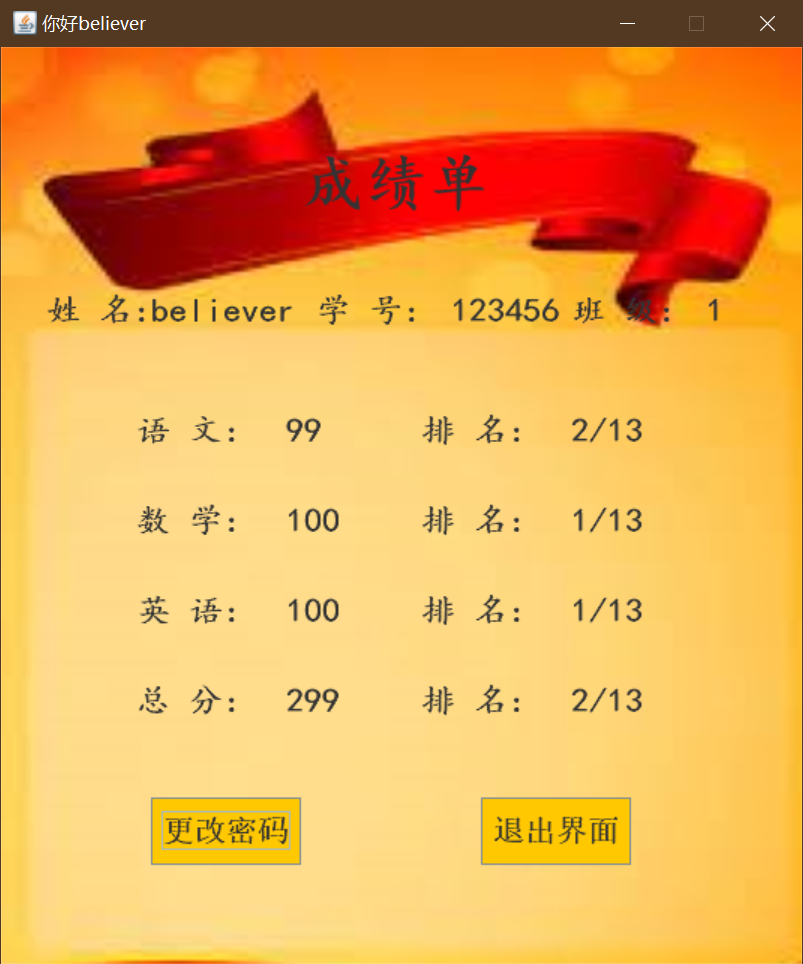 你好believer
成绩单
姓 名:believer 学 号: 123456 班 级: 1
语 文: 99 排 名: 2/13
数 学: 100 排 名: 1/13
英 语: 100 排 名: 1/13
总 分: 299 排 名: 2/13
更改密码 退出界面